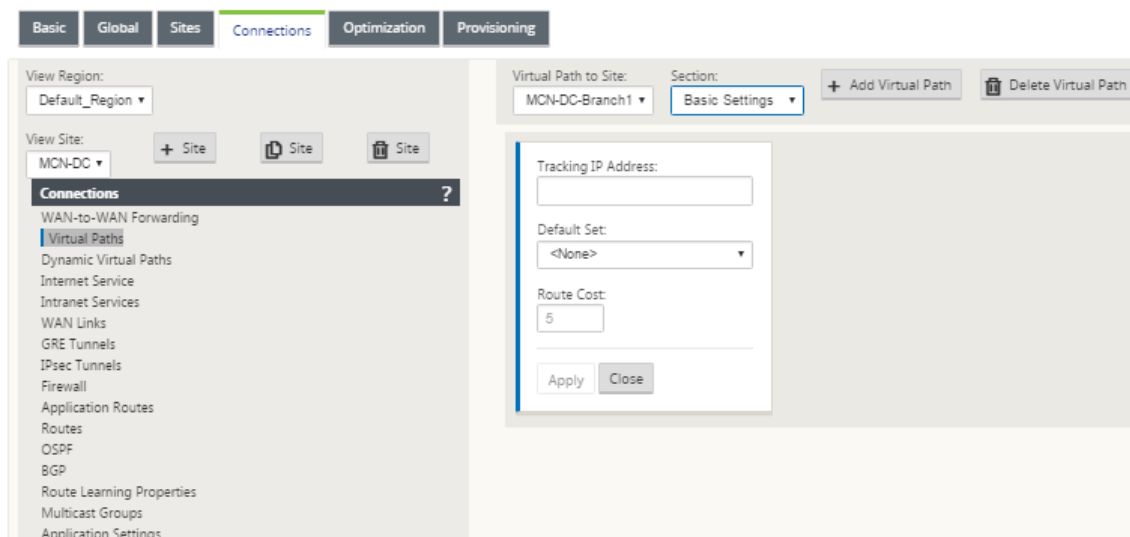 Basic Global Sites Connections Optimization Provisioning
View Region:
Default_Region
View Site:
MCN-DC
+ Site
Site
Site
Connections ?
WAN-to-WAN Forwarding
Virtual Paths
Dynamic Virtual Paths
Internet Service
Intranet Services
WAN Links
GRE Tunnels
IPsec Tunnels
Firewall
Application Routes
Routes
OSPF
BGP
Route Learning Properties
Multicast Groups
Application Settings
Virtual Path to Site:
MCN-DC-Branch1
Section:
Basic Settings
+ Add Virtual Path
Delete Virtual Path
Tracking IP Address:
Default Set:
<None>
Route Cost:
5
Apply Close